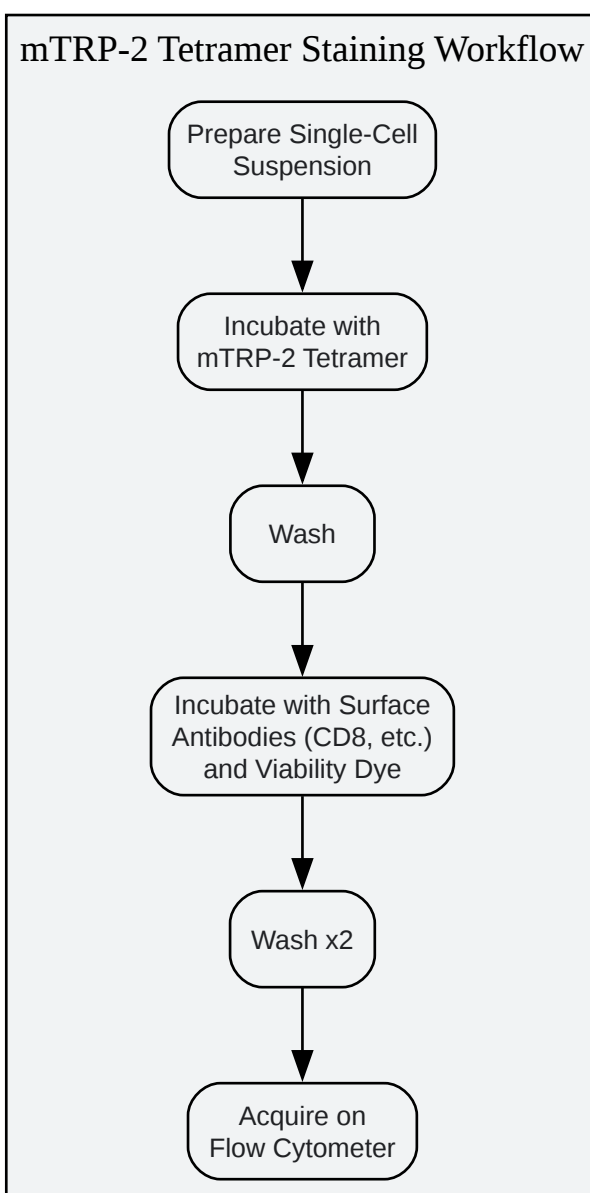 mTRP-2 Tetramer Staining Workflow
Prepare Single-Cell
Suspension
Incubate with
mTRP-2 Tetramer
Wash
Incubate with Surface
Antibodies (CD8, etc.)
and Viability Dye
Wash x2
Acquire on
Flow Cytometer